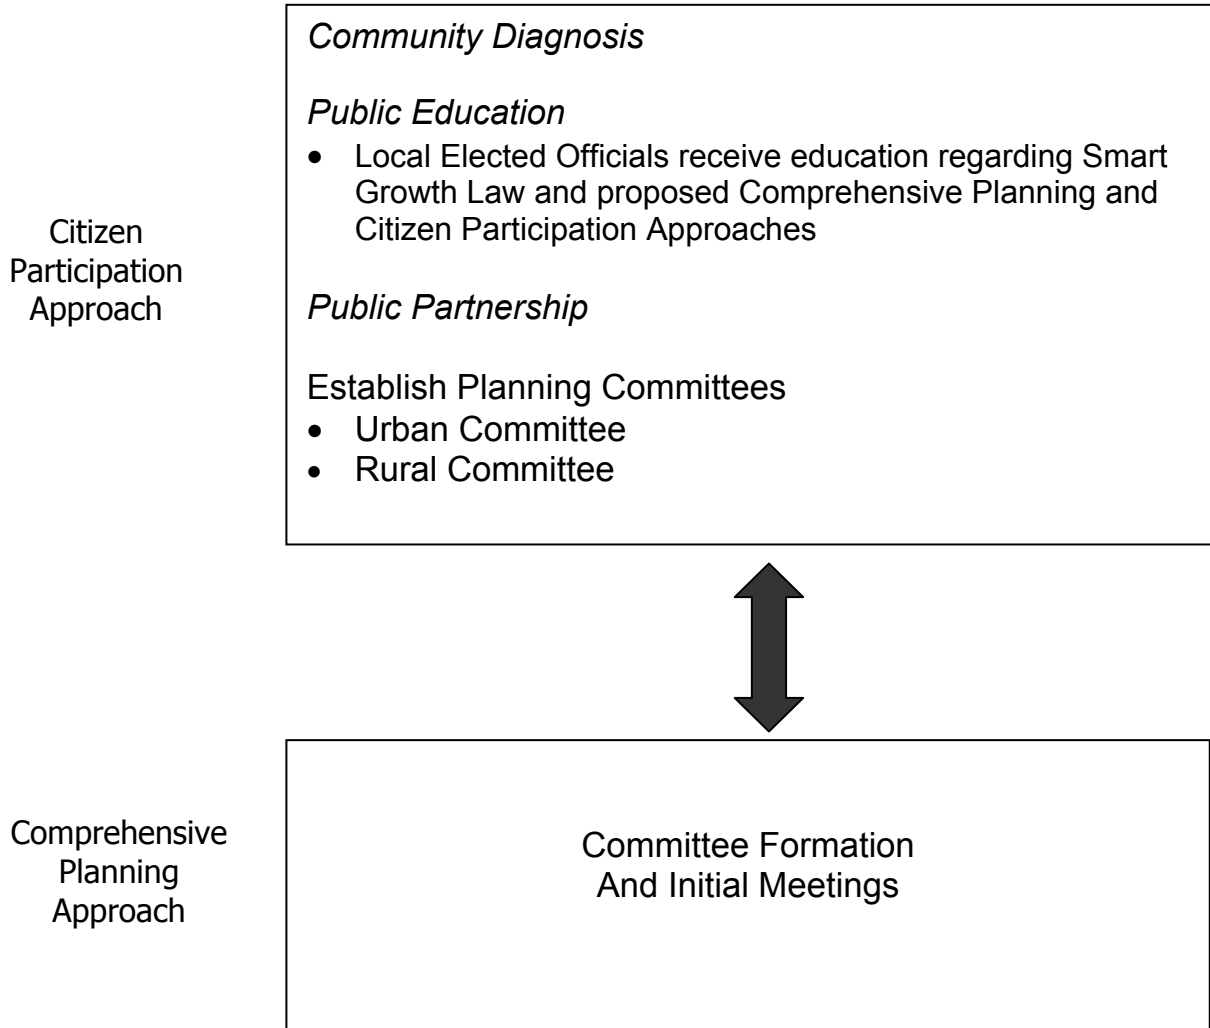 Community Diagnosis
Public Education
• Local Elected Officials receive education regarding Smart
Growth Law and proposed Comprehensive Planning and
Citizen Participation Approaches
Citizen
Participation
Approach
Public Partnership
Establish Planning Committees
• Urban Committee
• Rural Committee
Comprehensive
Planning
Approach
Committee Formation
And Initial Meetings